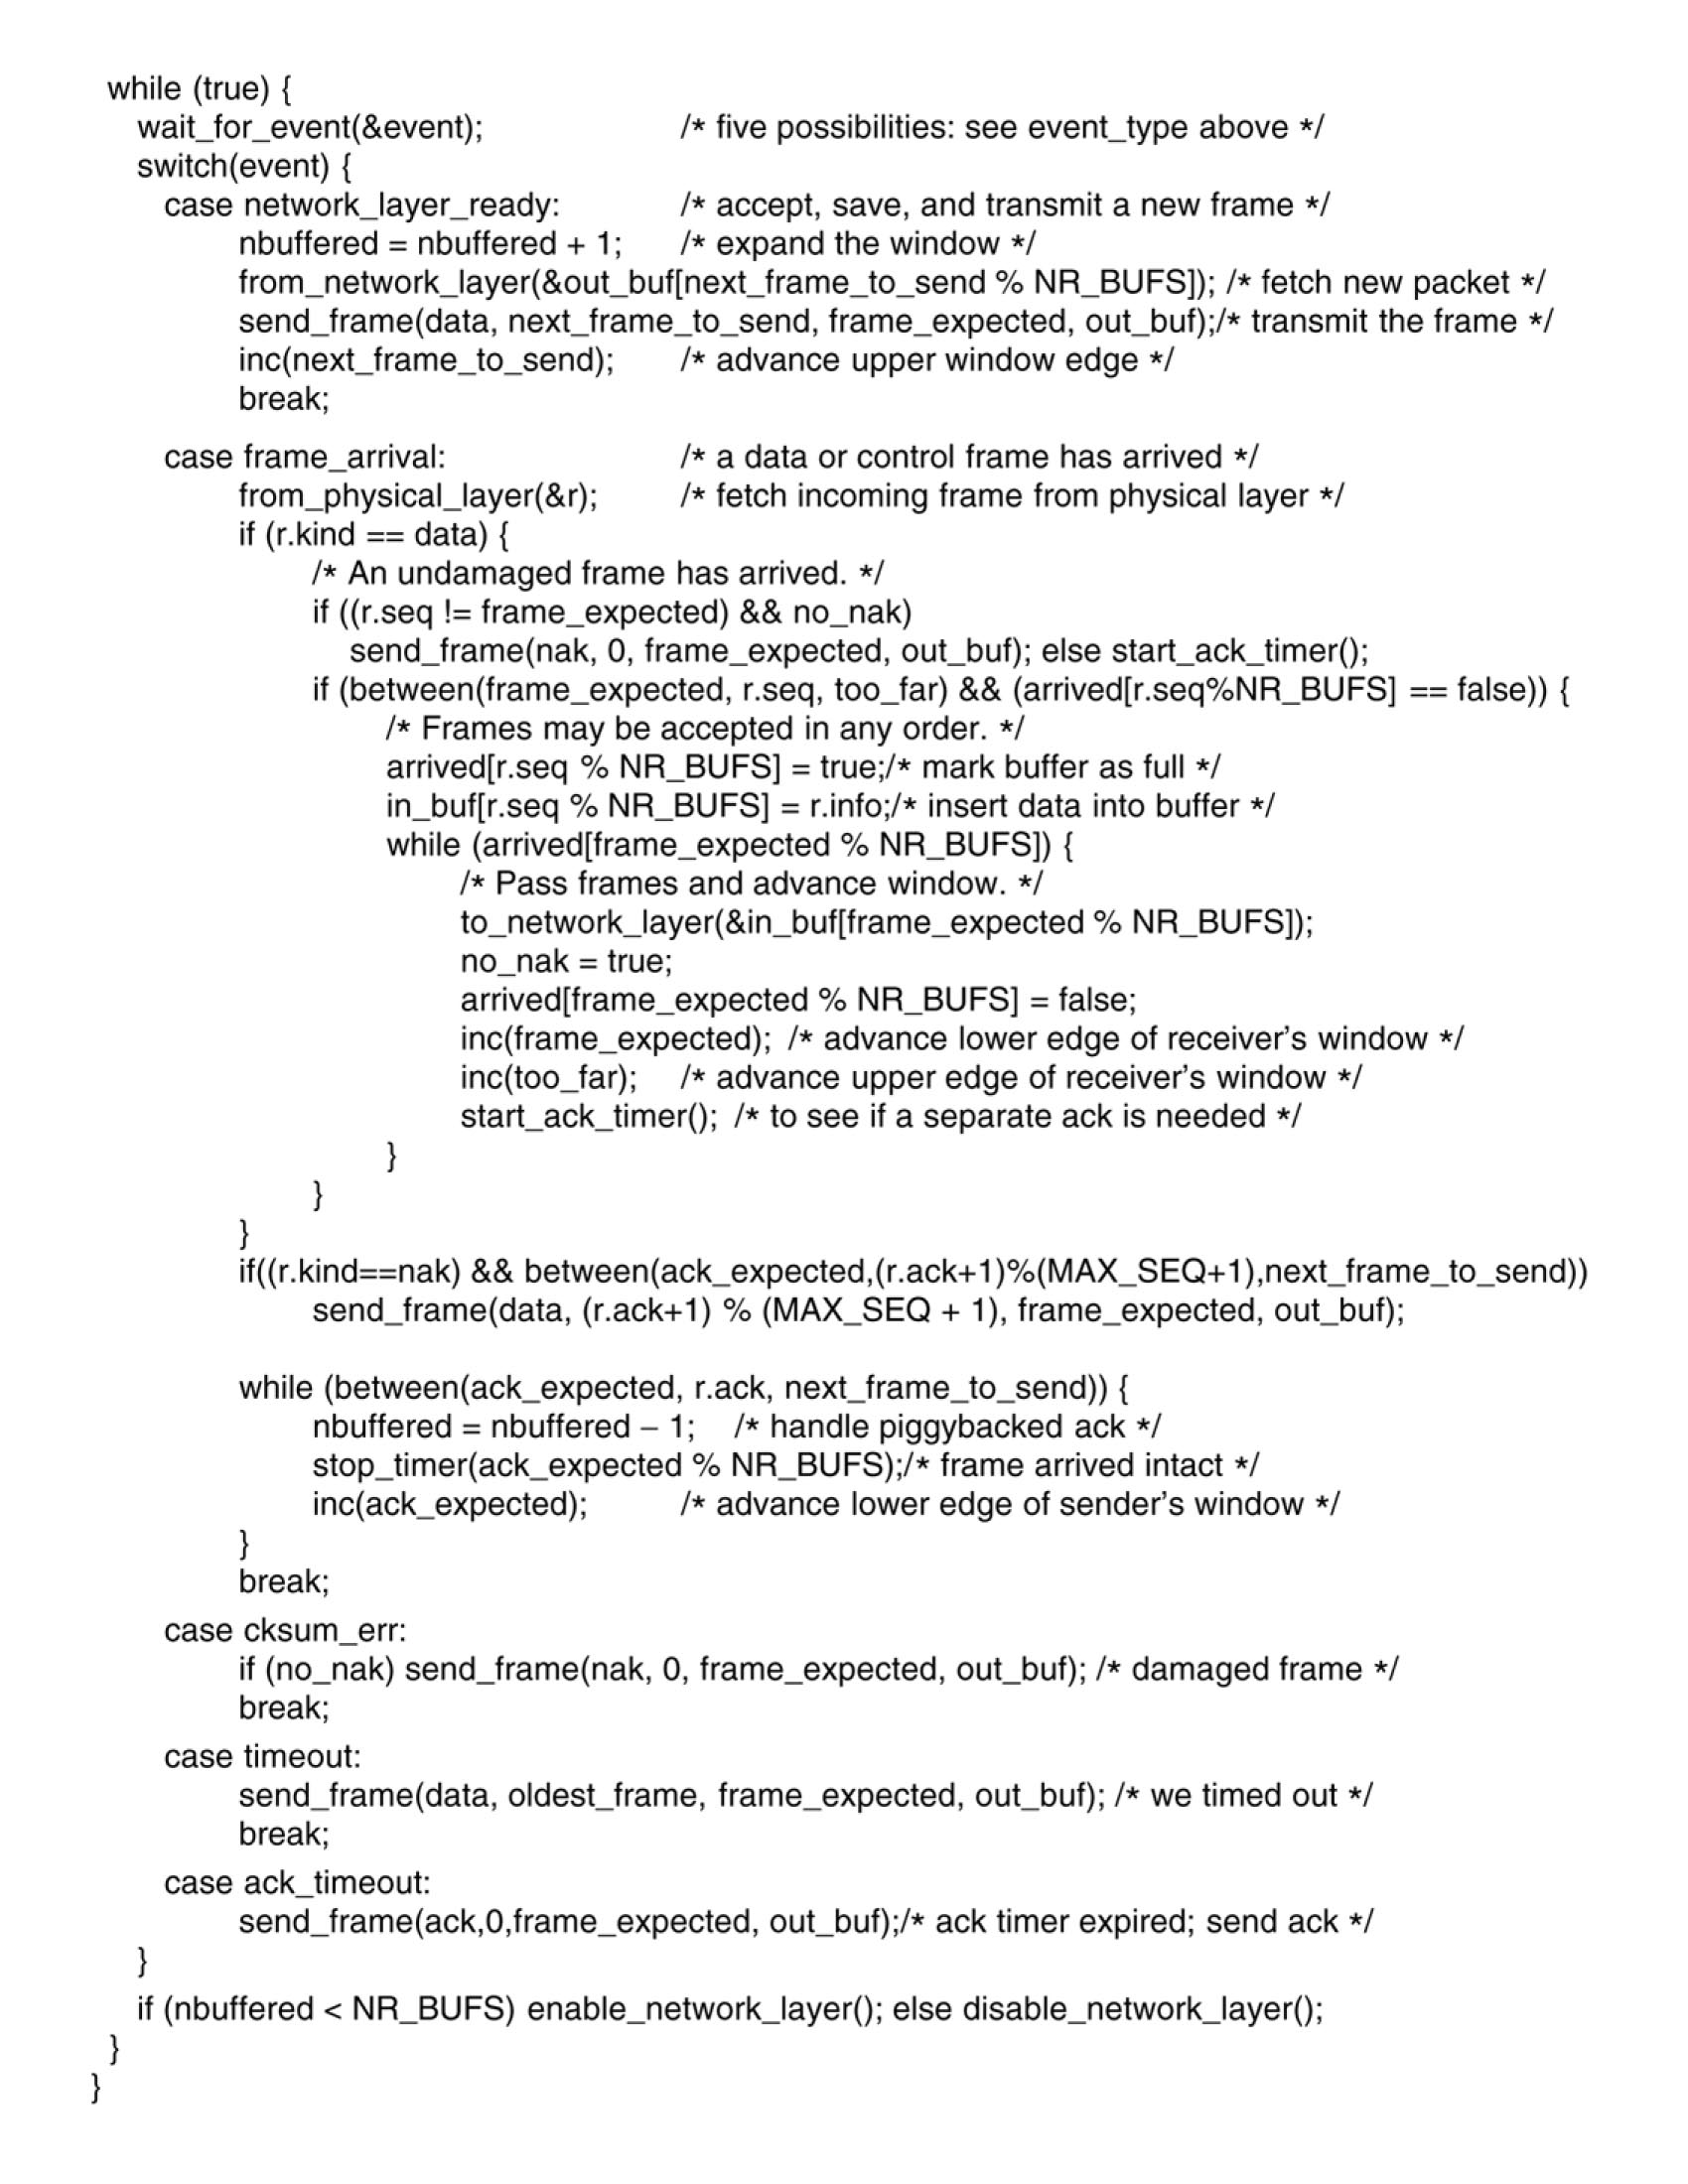 while (true) {
wait_for_event(&event); /* five possibilities: see event_type above */
switch(event) {
case network_layer_ready: /* accept, save, and transmit a new frame */
nbuffered = nbuffered + 1; /* expand the window */
from_network_layer(&out_buf[next_frame_to_send % NR_BUFS]); /* fetch new packet */
send_frame(data, next_frame_to_send, frame_expected, out_buf);/* transmit the frame */
inc(next_frame_to_send); /* advance upper window edge */
break;
case frame_arrival: /* a data or control frame has arrived */
from_physical_layer(&r); /* fetch incoming frame from physical layer */
if (r.kind == data) {
/* An undamaged frame has arrived. */
if ((r.seq != frame_expected) && no_nak)
send_frame(nak, 0, frame_expected, out_buf); else start_ack_timer();
if (between(frame_expected, r.seq, too_far) && (arrived[r.seq%NR_BUFS] == false)) {
/* Frames may be accepted in any order. */
arrived[r.seq % NR_BUFS] = true;/* mark buffer as full */
in_buf[r.seq % NR_BUFS] = r.info;/* insert data into buffer */
while (arrived[frame_expected % NR_BUFS]) {
/* Pass frames and advance window. */
to_network_layer(&in_buf[frame_expected % NR_BUFS]);
no_nak = true;
arrived[frame_expected % NR_BUFS] = false;
inc(frame_expected); /* advance lower edge of receiver’s window */
inc(too_far); /* advance upper edge of receiver’s window */
start_ack_timer(); /* to see if a separate ack is needed */
}
}
}
if((r.kind==nak) && between(ack_expected,(r.ack+1)%(MAX_SEQ+1),next_frame_to_send))
send_frame(data, (r.ack+1) % (MAX_SEQ + 1), frame_expected, out_buf);
while (between(ack_expected, r.ack, next_frame_to_send)) {
nbuffered = nbuffered – 1; /* handle piggybacked ack */
stop_timer(ack_expected % NR_BUFS);/* frame arrived intact */
inc(ack_expected); /* advance lower edge of sender’s window */
}
break;
case cksum_err:
if (no_nak) send_frame(nak, 0, frame_expected, out_buf); /* damaged frame */
break;
case timeout:
send_frame(data, oldest_frame, frame_expected, out_buf); /* we timed out */
break;
case ack_timeout:
send_frame(ack,0,frame_expected, out_buf);/* ack timer expired; send ack */
}
if (nbuffered < NR_BUFS) enable_network_layer(); else disable_network_layer();
}
}